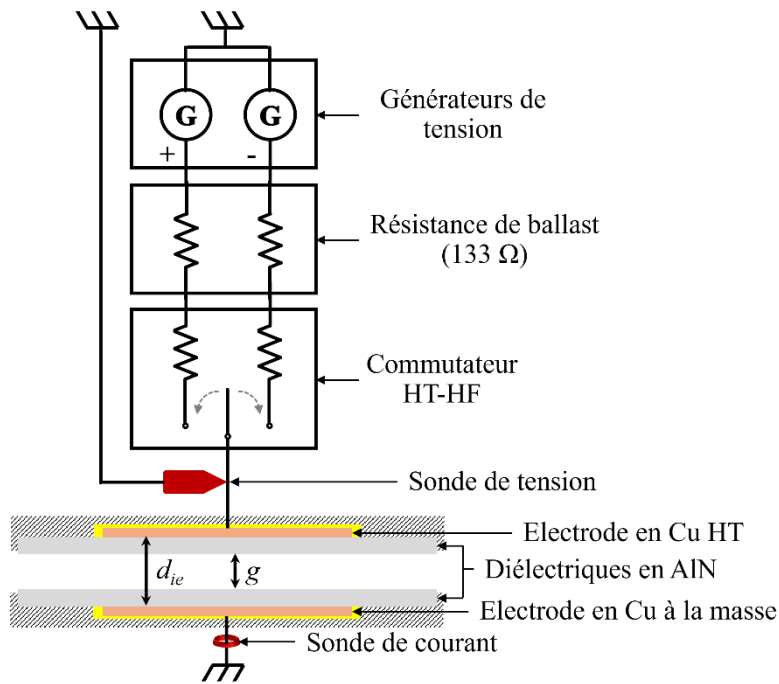 G
G
+
-
Générateurs de
tension
Résistance de ballast
(133 Ω)
Commutateur
HT-HF
Sonde de tension
Electrode en Cu HT
Diélectriques en AlN
Electrode en Cu à la masse
Sonde de courant
d_ie
g